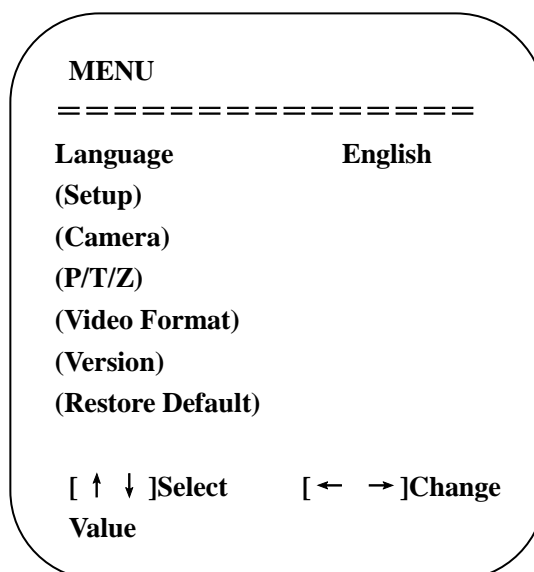 MENU
================
Language English
(Setup)
(Camera)
(P/T/Z)
(Video Format)
(Version)
(Restore Default)
[ ↑ ↓ ]Select [ ← → ]Change
Value